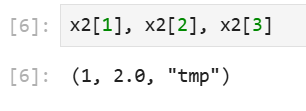 [6]: x2[1], x2[2], x2[3]
[6]: (1, 2.0, "tmp")